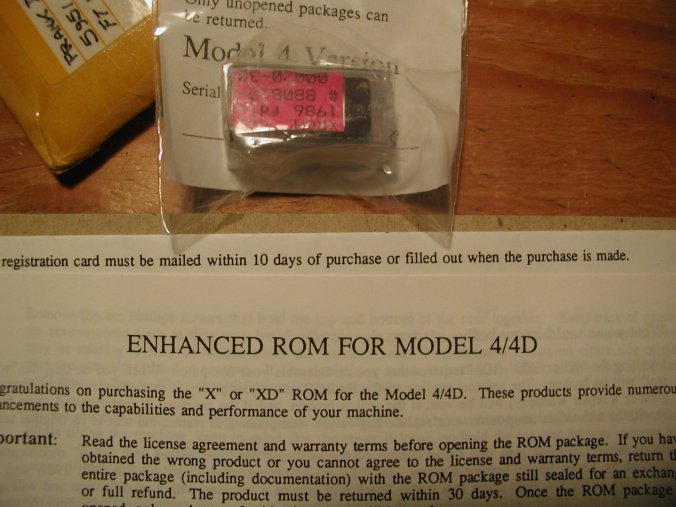 Only unopened packages can
be returned.
Model 4 Version
Serial
5951
registration card must be mailed within 10 days of purchase or filled out when the purchase is made.
ENHANCED ROM FOR MODEL 4/4D
gratulations on purchasing the "X" or "XD" ROM for the Model 4/4D. These products provide numerou
ancements to the capabilities and performance of your machine.
portant: Read the license agreement and warranty terms before opening the ROM package. If you hav
obtained the wrong product or you cannot agree to the license and warranty terms, return th
entire package (including documentation) with the ROM package still sealed for an exchan
or full refund. The product must be returned within 30 days. Once the ROM package